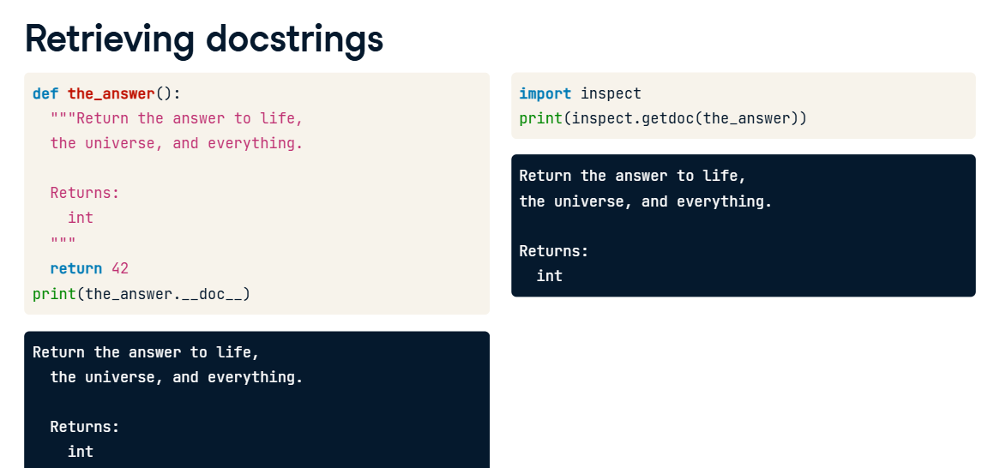 Retrieving docstrings
def the_answer():
  """Return the answer to life,
  the universe, and everything.

  Returns:
    int
  """
  return 42
print(the_answer.__doc__)
Return the answer to life,
  the universe, and everything.

  Returns:
    int
import inspect
print(inspect.getdoc(the_answer))
Return the answer to life,
the universe, and everything.

Returns:
  int